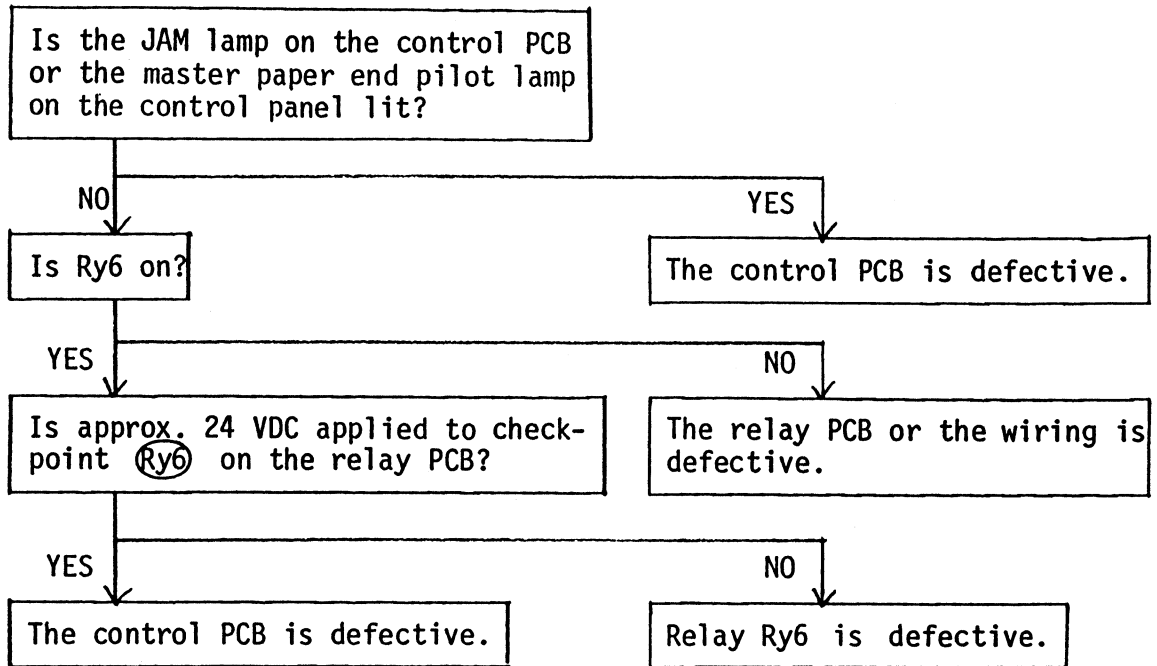 Is the JAM lamp on the control PCB
or the master paper end pilot lamp
on the control panel lit?
NO
YES
Is Ry6 on?
The control PCB is defective.
YES
NO
Is approx. 24 VDC applied to check-
point Ry6 on the relay PCB?
The relay PCB or the wiring is
defective.
YES
NO
The control PCB is defective.
Relay Ry6 is defective.